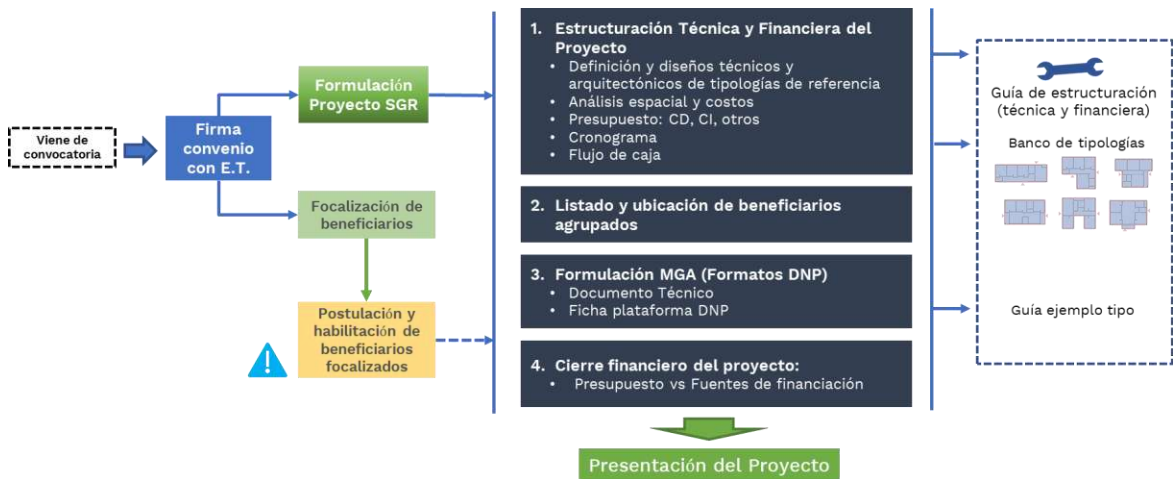 Viene de
convocatoria
Firma
convenio
con E.T.
Formulación
Proyecto SGR
Focalización de
beneficiarios
Postulación y
habilitación de
beneficiarios
focalizados
1. Estructuración Técnica y Financiera del
Proyecto
• Definición y diseños técnicos y
arquitectónicos de tipologías de referencia
• Análisis espacial y costos
• Presupuesto: CD, CI, otros
• Cronograma
• Flujo de caja
2. Listado y ubicación de beneficiarios
agrupados
3. Formulación MGA (Formatos DNP)
• Documento Técnico
• Ficha plataforma DNP
4. Cierre financiero del proyecto:
• Presupuesto vs Fuentes de financiación
Presentación del Proyecto
Guía de estructuración
(técnica y financiera)
Banco de tipologías
Guía ejemplo tipo